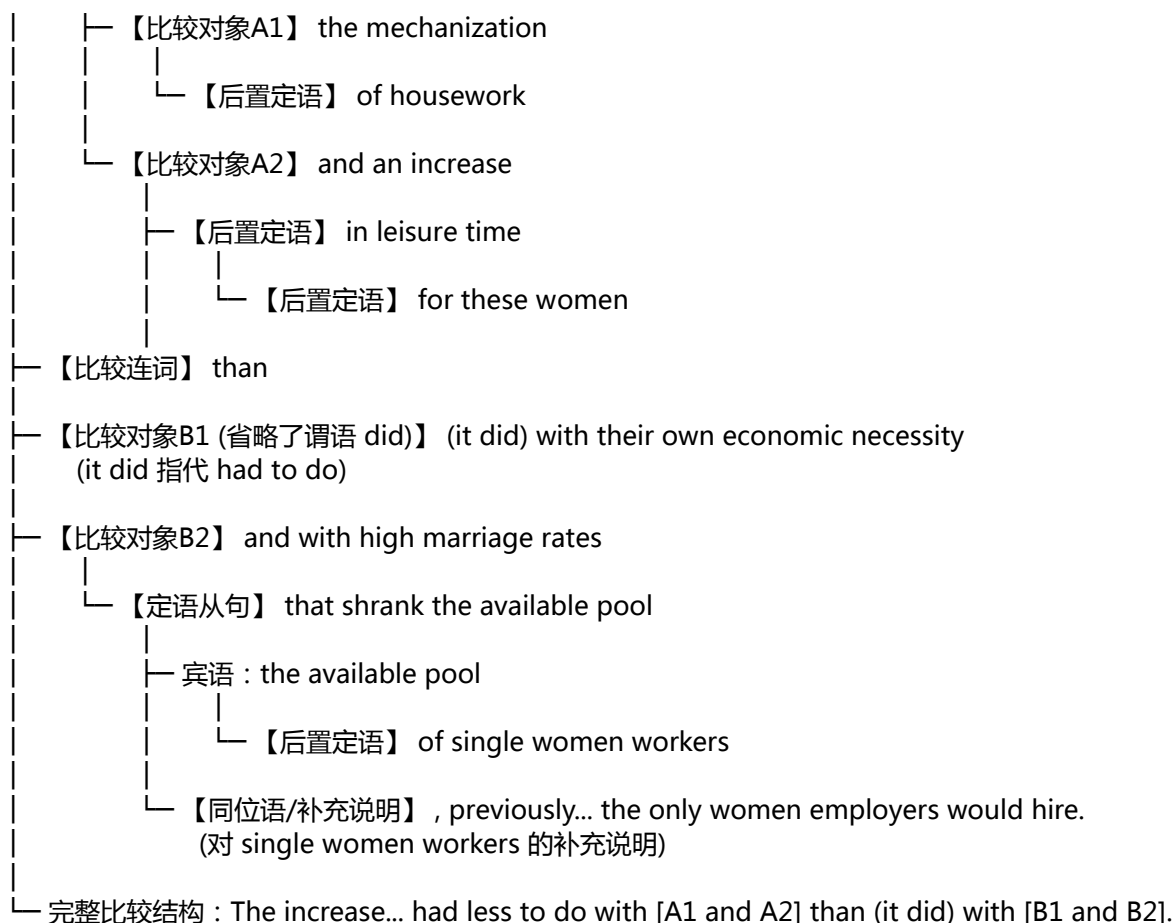 ├─ 【比较对象A1】 the mechanization
└─ 【后置定语】 of housework
└─ 【比较对象A2】 and an increase
├─ 【后置定语】 in leisure time
└─ 【后置定语】 for these women
├─ 【比较连词】 than
├─ 【比较对象B1 (省略了谓语 did)】 (it did) with their own economic necessity
(it did 指代 had to do)
├─ 【比较对象B2】 and with high marriage rates
└─ 【定语从句】 that shrank the available pool
├─ 宾语：the available pool
└─ 【后置定语】 of single women workers
└─ 【同位语/补充说明】 , previously... the only women employers would hire.
(对 single women workers 的补充说明)
└─ 完整比较结构：The increase... had less to do with [A1 and A2] than (it did) with [B1 and B2].